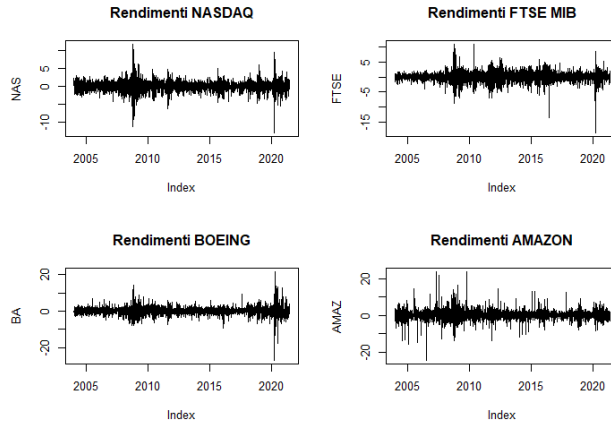 Rendimenti NASDAQ
NAS
5
0
-10
2005 2010 2015 2020
Index
Rendimenti FTSE MIB
FTSE
5
-5
-15
2005 2010 2015 2020
Index
Rendimenti BOEING
BA
20
0
-20
2005 2010 2015 2020
Index
Rendimenti AMAZON
AMAZ
20
0
-20
2005 2010 2015 2020
Index